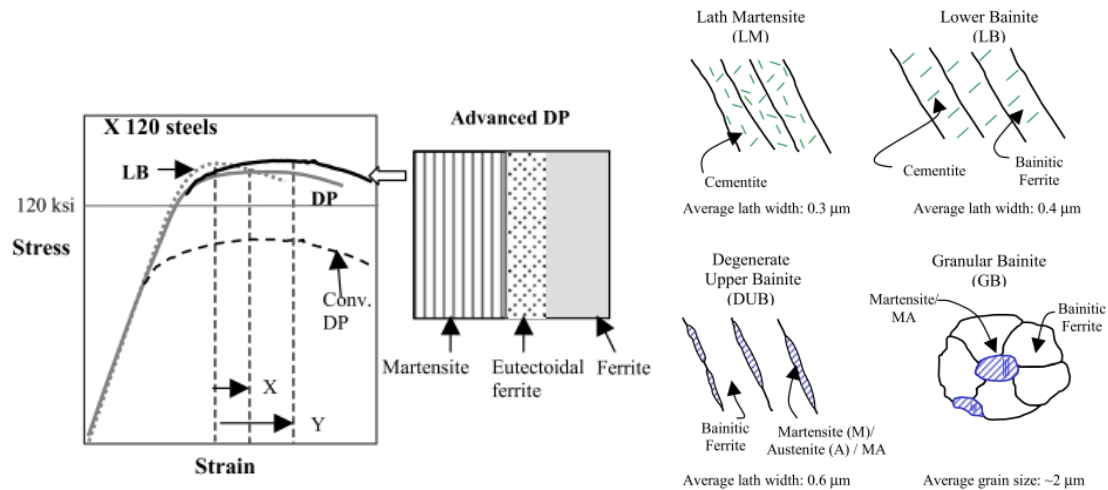 X 120 steels
LB
DP
120 ksi
Stress
Conv.
DP
X
Y
Strain
Advanced DP
Martensite
Eutectoidal
ferrite
Ferrite
Lath Martensite
(LM)
Cementite
Average lath width: 0.3 μm
Lower Bainite
(LB)
Cementite
Bainitic
Ferrite
Average lath width: 0.4 μm
Degenerate
Upper Bainite
(DUB)
Bainitic
Ferrite
Martensite (M)/
Austenite (A) / MA
Average lath width: 0.6 μm
Granular Bainite
(GB)
Martensite/
MA
Bainitic
Ferrite
Average grain size: ~2 μm